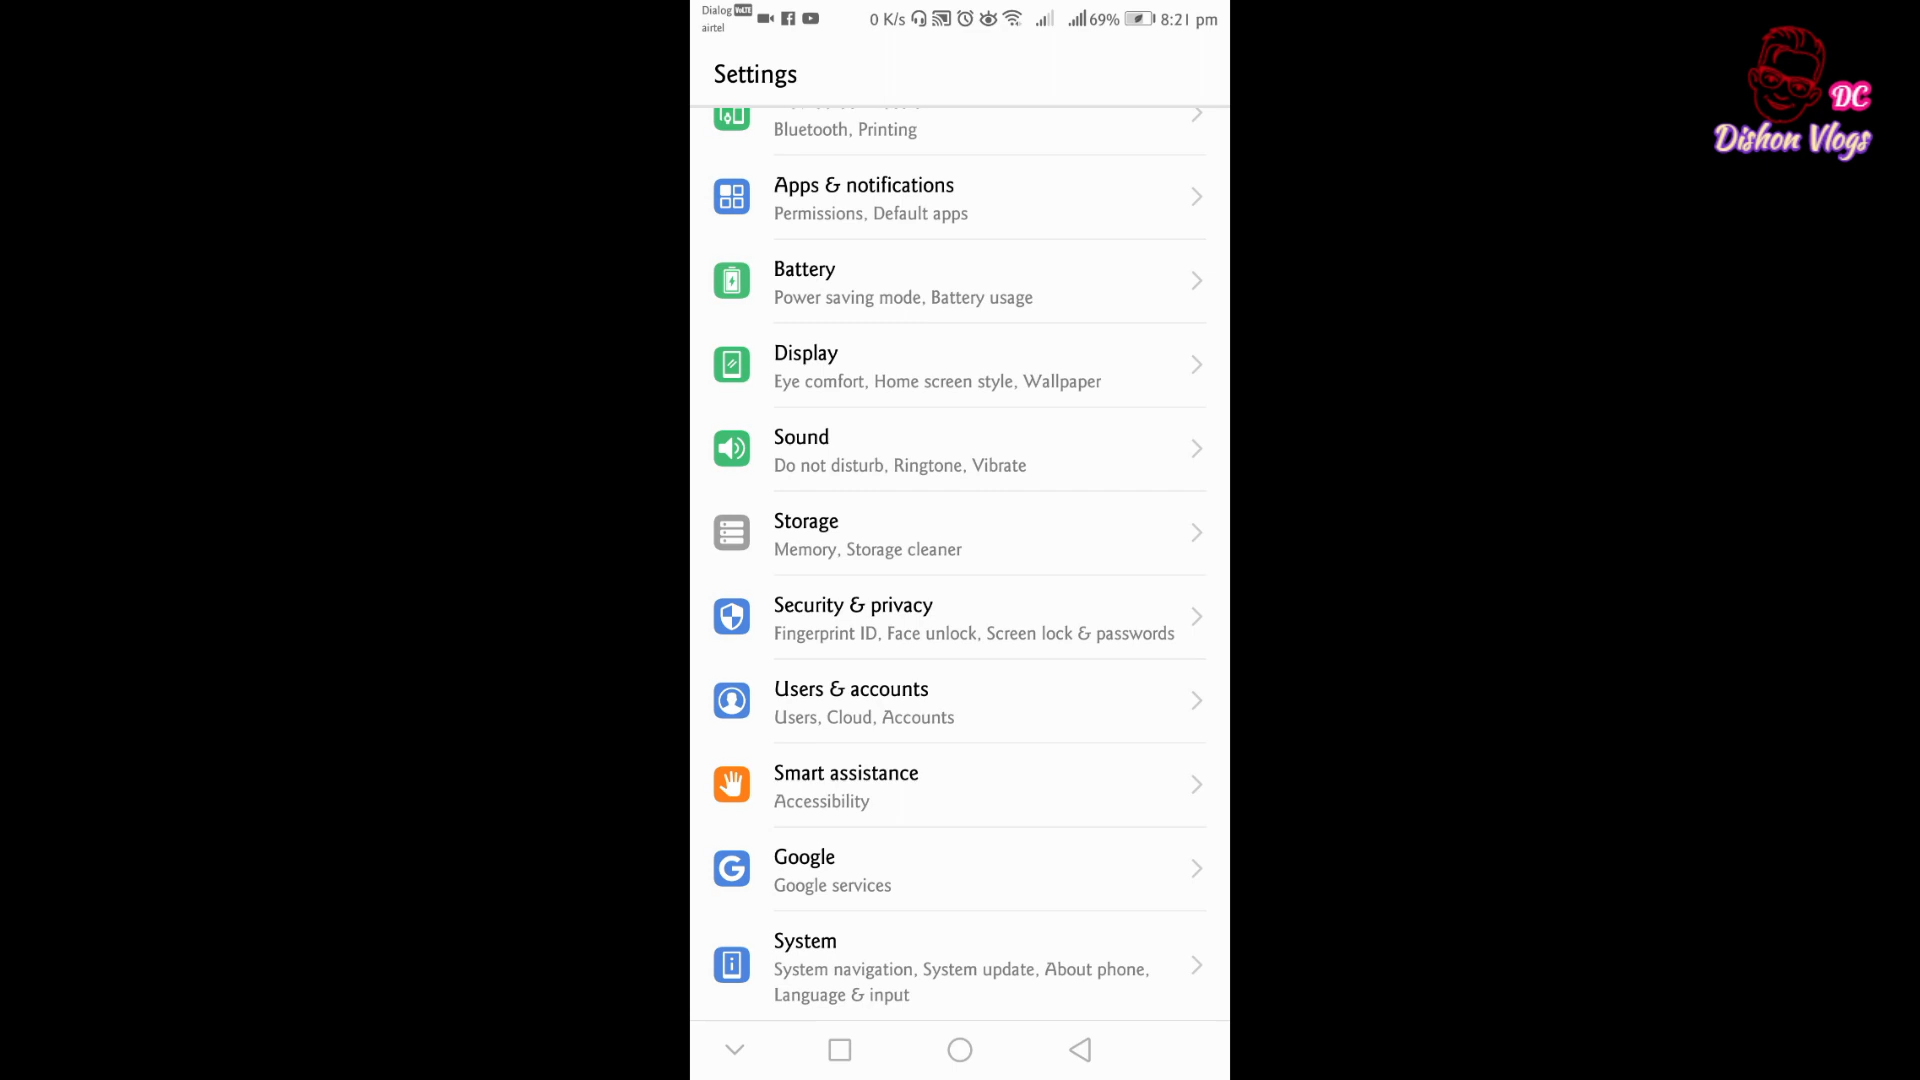 Dialog VoLTE
airtel
0 K/s 69% 8:21 pm
Settings
Bluetooth, Printing
Apps & notifications
Permissions, Default apps
Battery
Power saving mode, Battery usage
Display
Eye comfort, Home screen style, Wallpaper
Sound
Do not disturb, Ringtone, Vibrate
Storage
Memory, Storage cleaner
Security & privacy
Fingerprint ID, Face unlock, Screen lock & passwords
Users & accounts
Users, Cloud, Accounts
Smart assistance
Accessibility
Google
Google services
System
System navigation, System update, About phone,
Language & input
DC
Dishon Vlogs